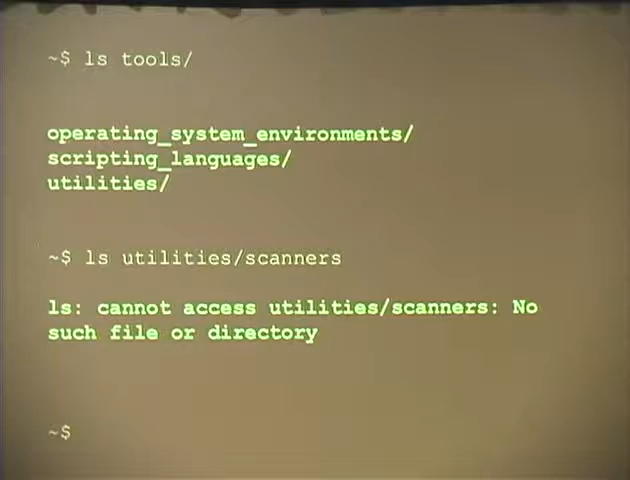 ~$ ls tools/
operating_system_environments/
scripting_languages/
utilities/
~$ ls utilities/scanners
ls: cannot access utilities/scanners: No
such file or directory
~$